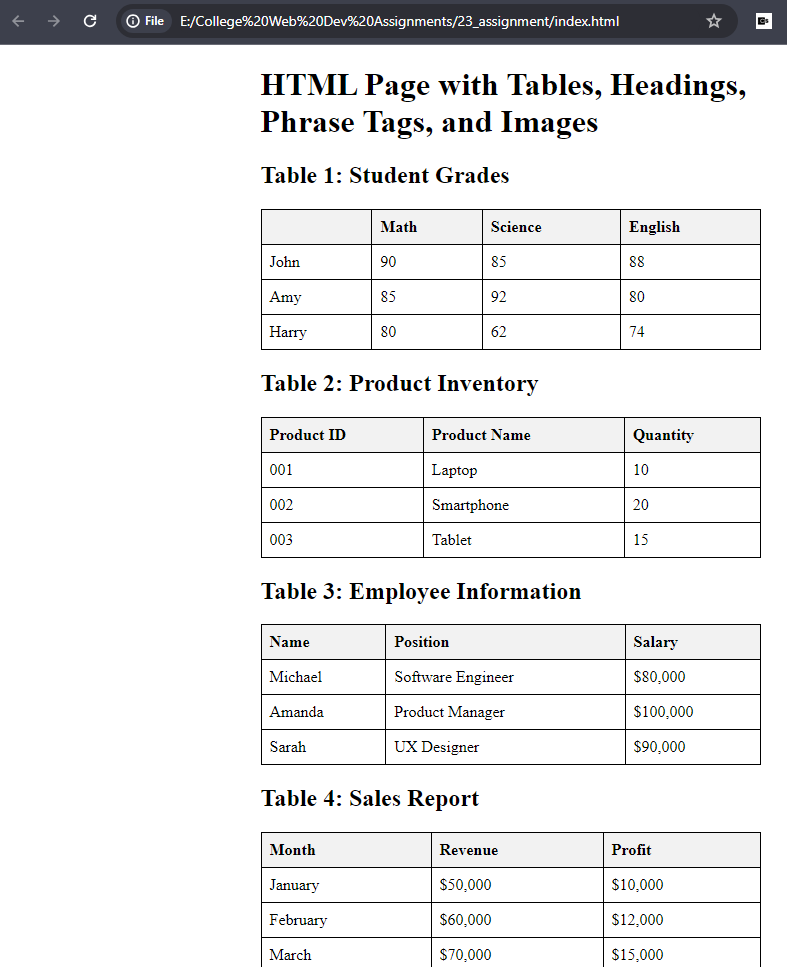 File E:/College%20Web%20Dev%20Assignments/23_assignment/index.html
HTML Page with Tables, Headings,
Phrase Tags, and Images
Table 1: Student Grades
Math Science English
John 90 85 88
Amy 85 92 80
Harry 80 62 74
Table 2: Product Inventory
Product ID Product Name Quantity
001 Laptop 10
002 Smartphone 20
003 Tablet 15
Table 3: Employee Information
Name Position Salary
Michael Software Engineer $80,000
Amanda Product Manager $100,000
Sarah UX Designer $90,000
Table 4: Sales Report
Month Revenue Profit
January $50,000 $10,000
February $60,000 $12,000
March $70,000 $15,000